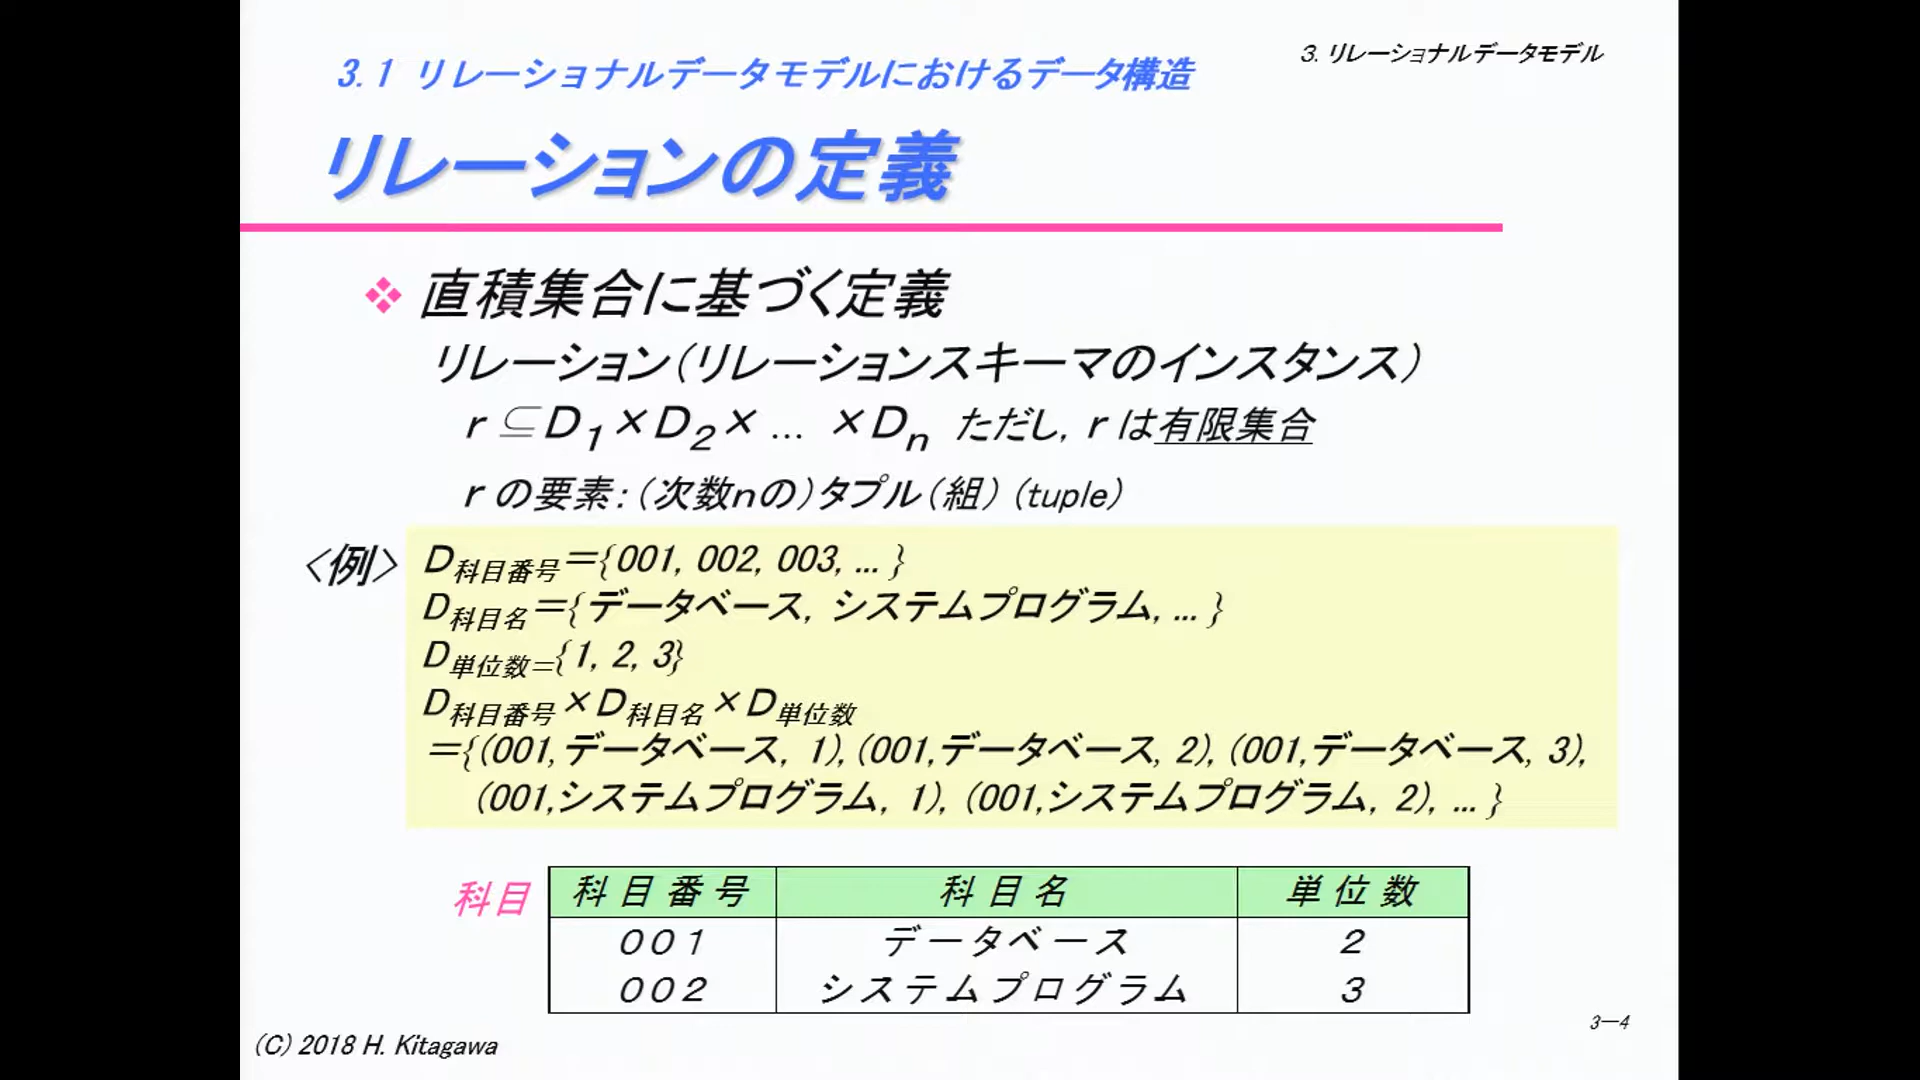 3. リレーショナルデータモデル
3.1 リレーショナルデータモデルにおけるデータ構造
リレーションの定義
❖ 直積集合に基づく定義
リレーション（リレーションスキーマのインスタンス）
r ⊆D1×D2× … ×Dn ただし, r は有限集合
r の要素：（次数nの）タプル（組）(tuple)
<例>
D科目番号={001, 002, 003, … }
D科目名={データベース, システムプログラム, … }
D単位数={1, 2, 3}
D科目番号×D科目名×D単位数
={(001,データベース, 1), (001,データベース, 2), (001,データベース, 3),
(001,システムプログラム, 1), (001,システムプログラム, 2), … }
科目
科目番号 科目名 単位数
001 データベース 2
002 システムプログラム 3
3−4
(C) 2018 H. Kitagawa